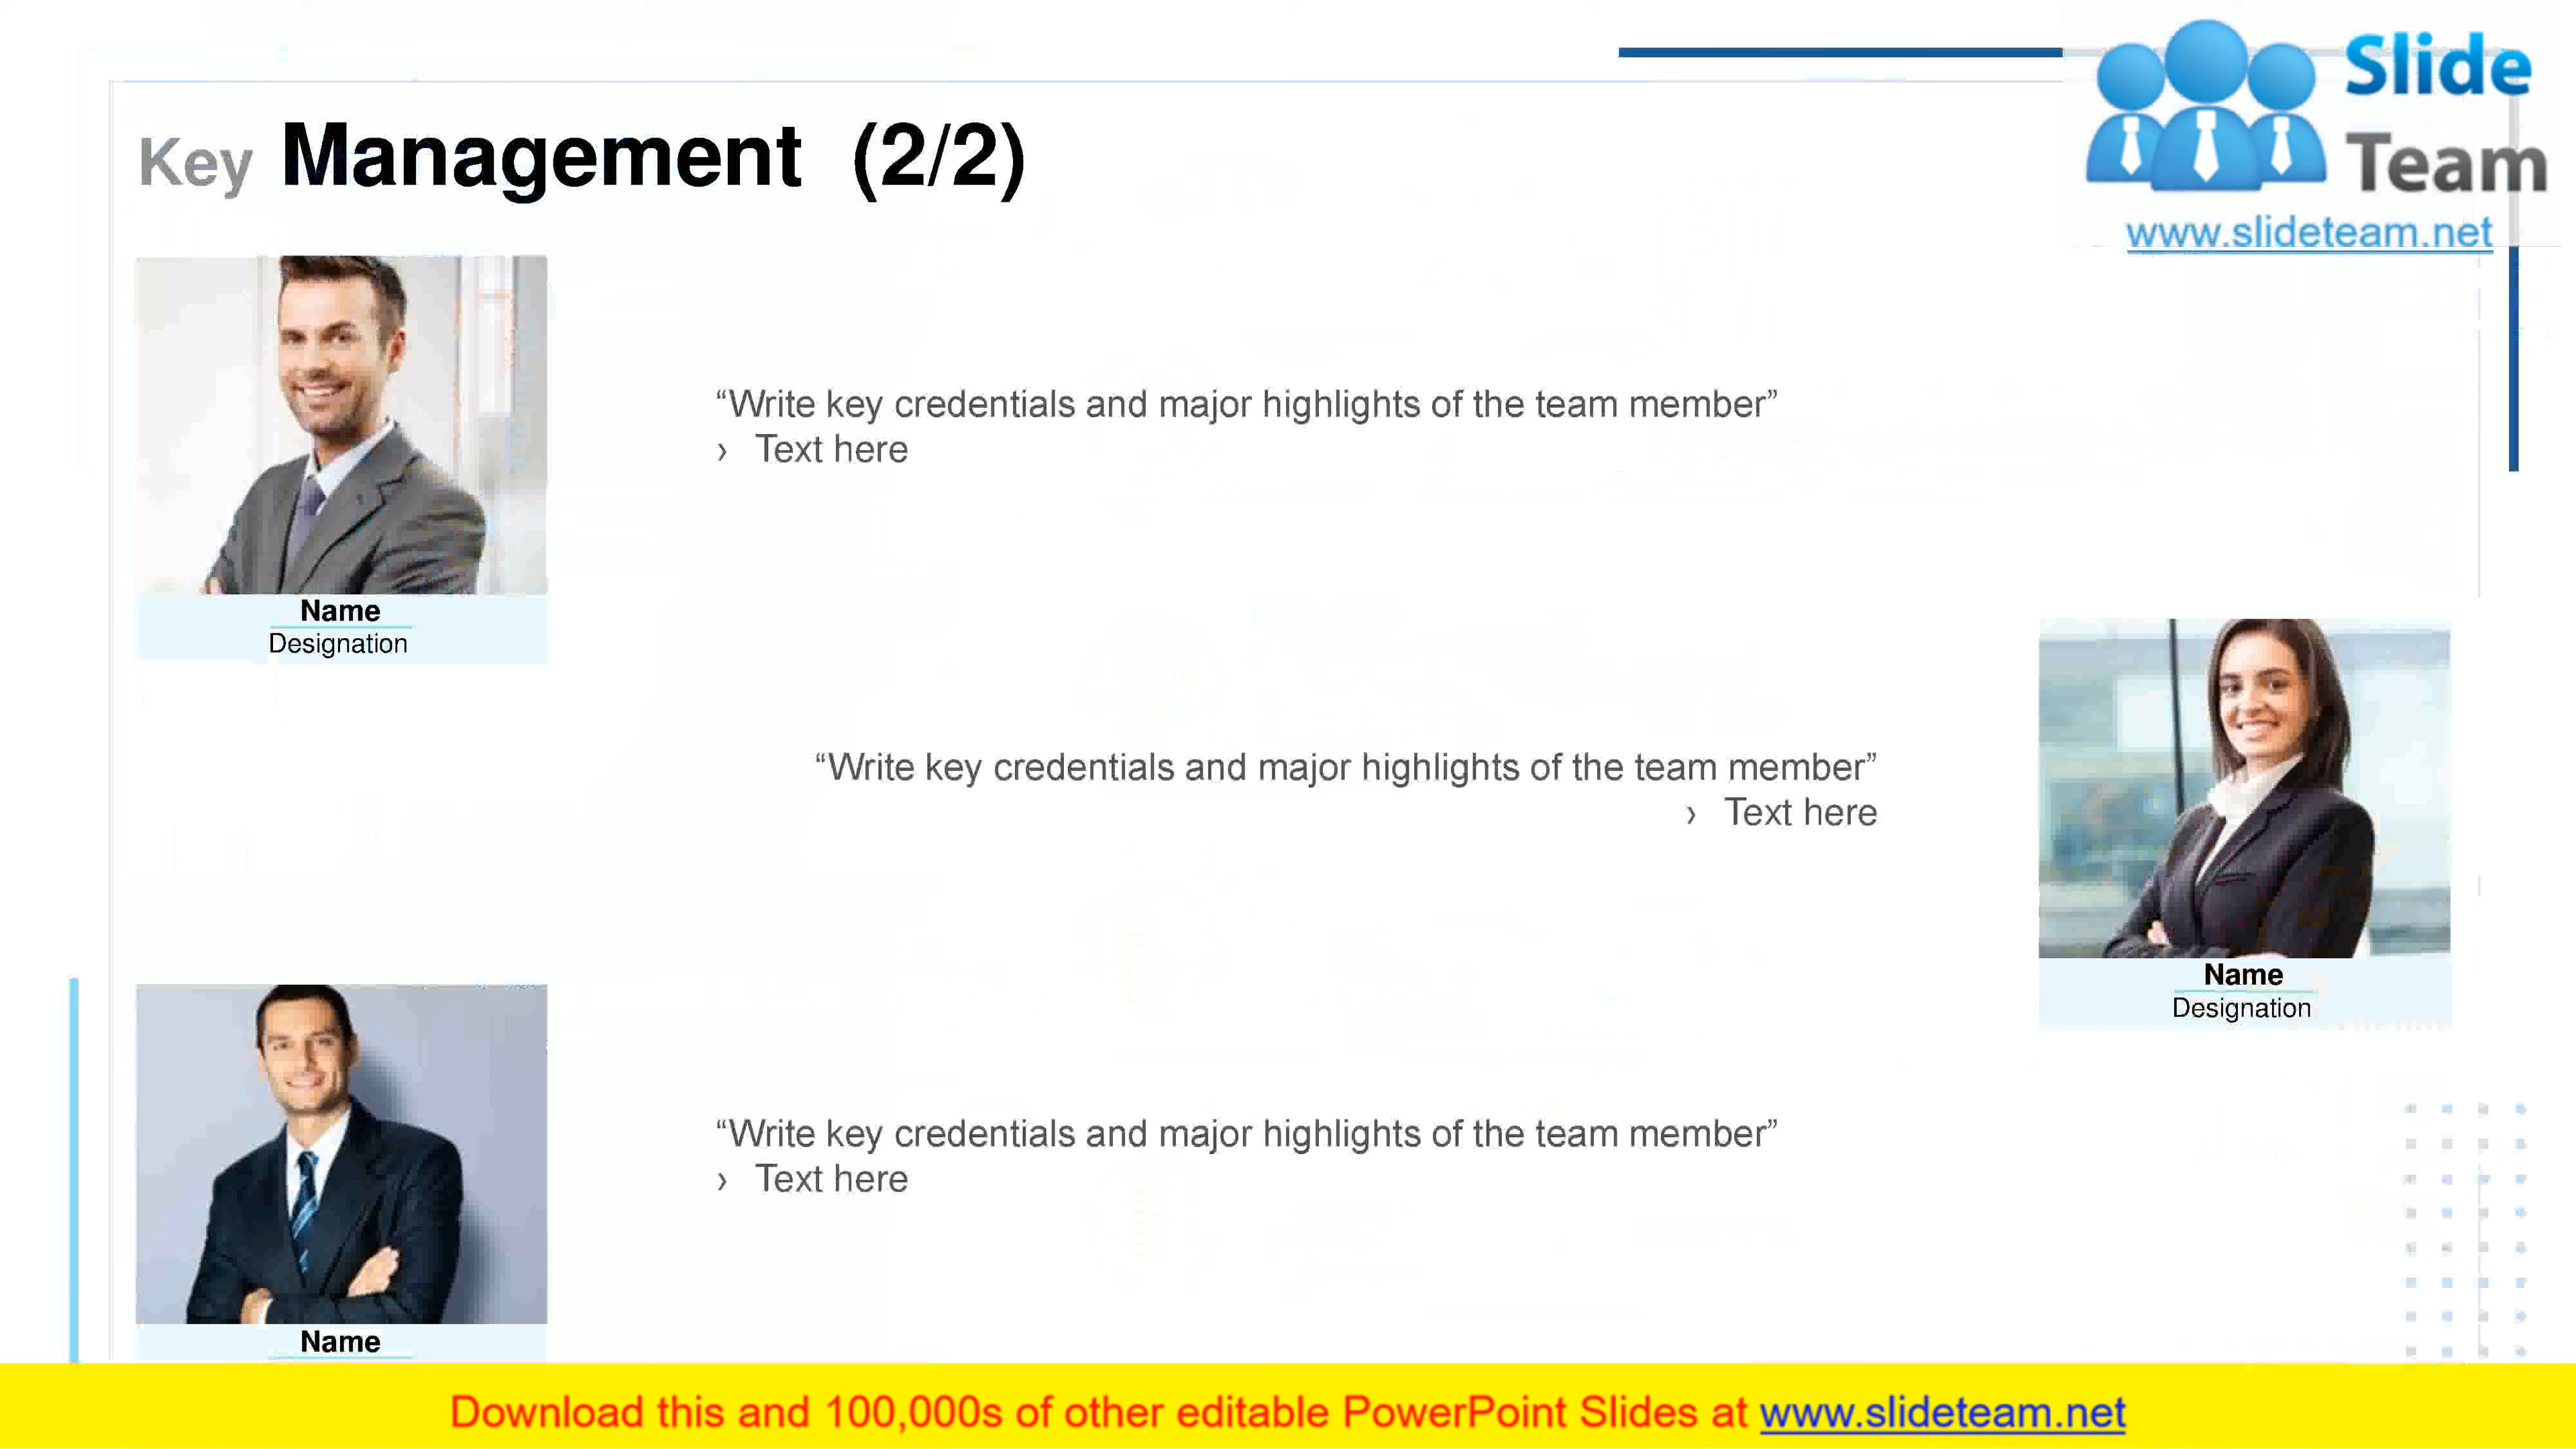 Slide
Team
www.slideteam.net
Key Management (2/2)
“Write key credentials and major highlights of the team member”
› Text here
Name
Designation
“Write key credentials and major highlights of the team member”
› Text here
Name
Designation
“Write key credentials and major highlights of the team member”
› Text here
Name
Download this and 100,000s of other editable PowerPoint Slides at www.slideteam.net